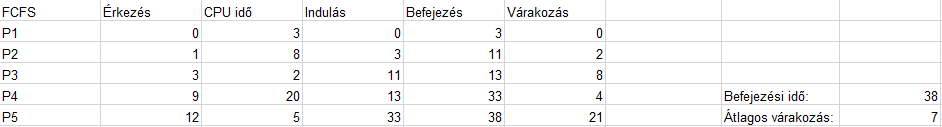 FCFS Érkezés CPU idő Indulás Befejezés Várakozás
P1 0 3 0 3 0
P2 1 8 3 11 2
P3 3 2 11 13 8
P4 9 20 13 33 4 Befejezési idő: 38
P5 12 5 33 38 21 Átlagos várakozás: 7